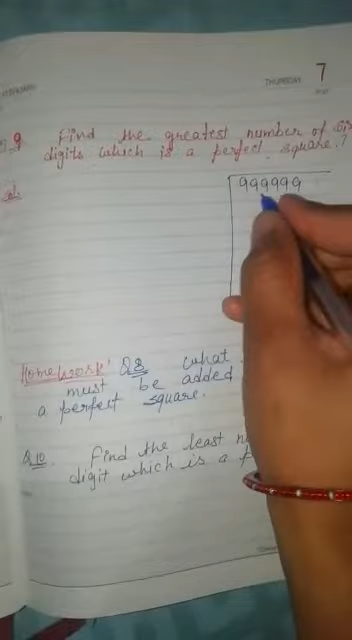 THURSDAY 7
9 Find the greatest number of
digits which is a perfect square.?
Sol.
999999
Homework' Q8 what
must be added
a perfect square.
Q 10. Find the least
digit which is a